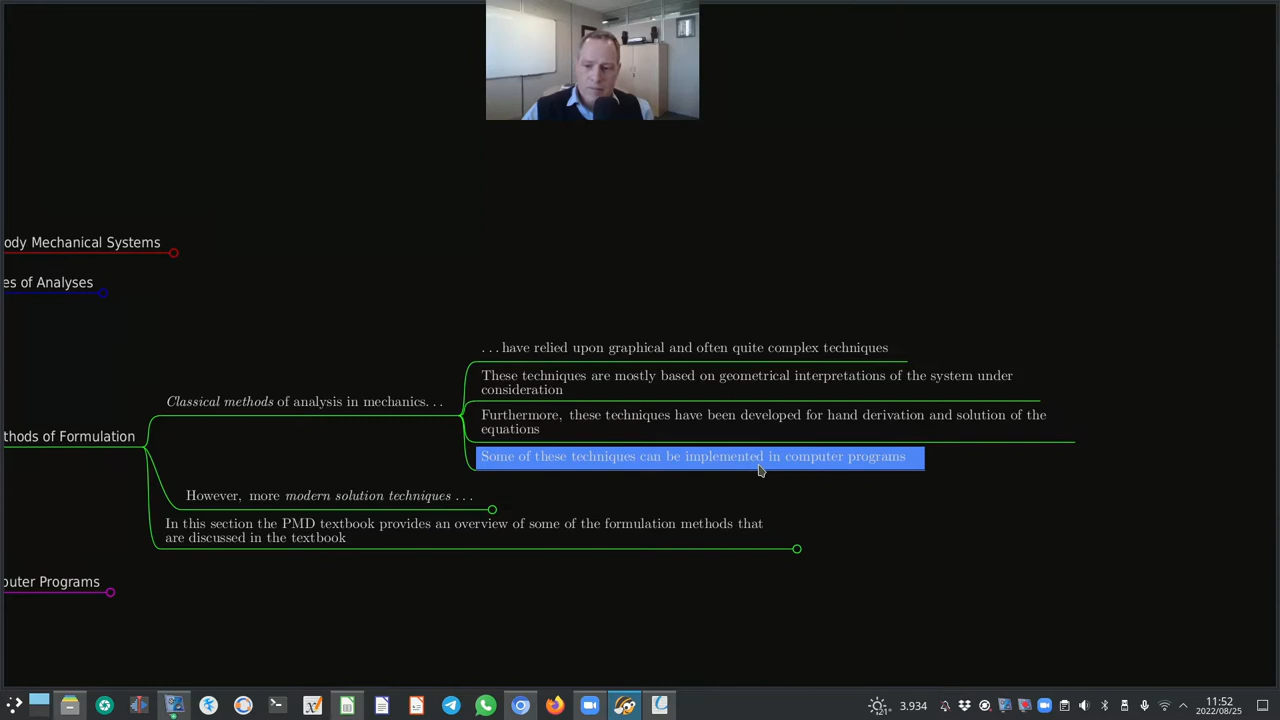 ody Mechanical Systems
es of Analyses
. . . have relied upon graphical and often quite complex techniques
These techniques are mostly based on geometrical interpretations of the system under
consideration
Classical methods of analysis in mechanics. . .
Furthermore, these techniques have been developed for hand derivation and solution of the
equations
thods of Formulation
Some of these techniques can be implemented in computer programs
However, more modern solution techniques . . .
In this section the PMD textbook provides an overview of some of the formulation methods that
are discussed in the textbook
puter Programs
+21°
3.934
11:52
2022/08/25